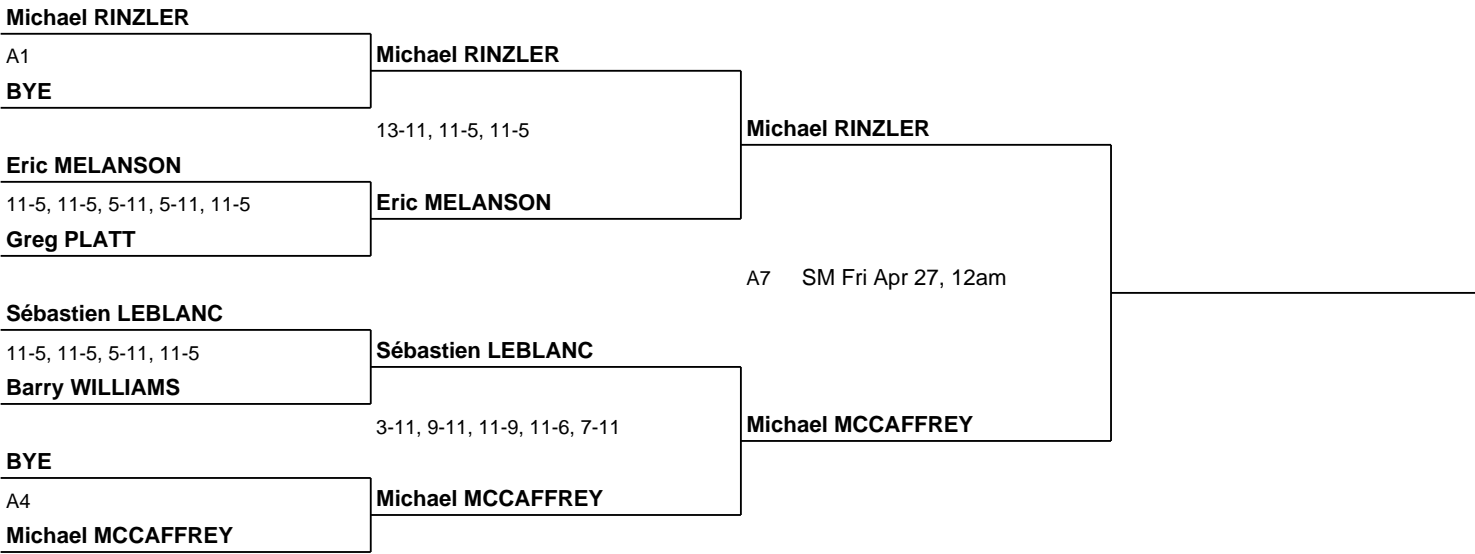 Michael RINZLER
A1
Michael RINZLER
BYE
13-11, 11-5, 11-5
Michael RINZLER
Eric MELANSON
11-5, 11-5, 5-11, 5-11, 11-5
Eric MELANSON
Greg PLATT
A7 SM Fri Apr 27, 12am
Sébastien LEBLANC
11-5, 11-5, 5-11, 11-5
Sébastien LEBLANC
Barry WILLIAMS
3-11, 9-11, 11-9, 11-6, 7-11
Michael MCCAFFREY
BYE
A4
Michael MCCAFFREY
Michael MCCAFFREY